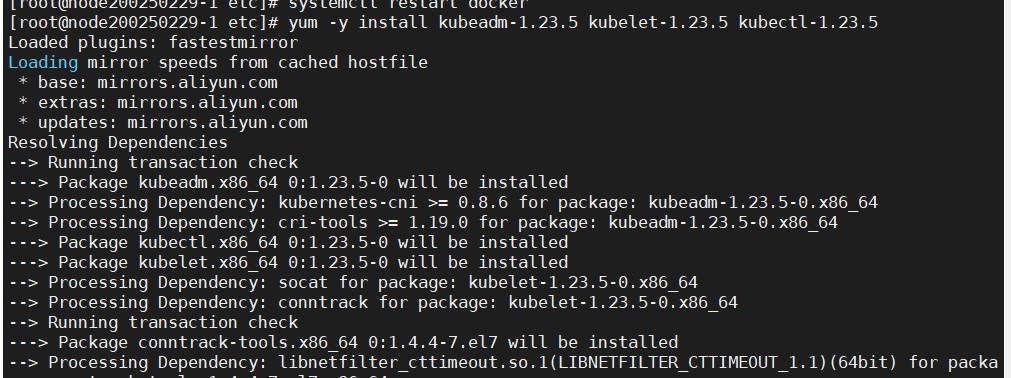 [root@node200250229-1 etc]# systemctl restart docker
[root@node200250229-1 etc]# yum -y install kubeadm-1.23.5 kubelet-1.23.5 kubectl-1.23.5
Loaded plugins: fastestmirror
Loading mirror speeds from cached hostfile
 * base: mirrors.aliyun.com
 * extras: mirrors.aliyun.com
 * updates: mirrors.aliyun.com
Resolving Dependencies
--> Running transaction check
---> Package kubeadm.x86_64 0:1.23.5-0 will be installed
--> Processing Dependency: kubernetes-cni >= 0.8.6 for package: kubeadm-1.23.5-0.x86_64
--> Processing Dependency: cri-tools >= 1.19.0 for package: kubeadm-1.23.5-0.x86_64
---> Package kubectl.x86_64 0:1.23.5-0 will be installed
---> Package kubelet.x86_64 0:1.23.5-0 will be installed
--> Processing Dependency: socat for package: kubelet-1.23.5-0.x86_64
--> Processing Dependency: conntrack for package: kubelet-1.23.5-0.x86_64
--> Running transaction check
---> Package conntrack-tools.x86_64 0:1.4.4-7.el7 will be installed
--> Processing Dependency: libnetfilter_cttimeout.so.1(LIBNETFILTER_CTTIMEOUT_1.1)(64bit) for packa